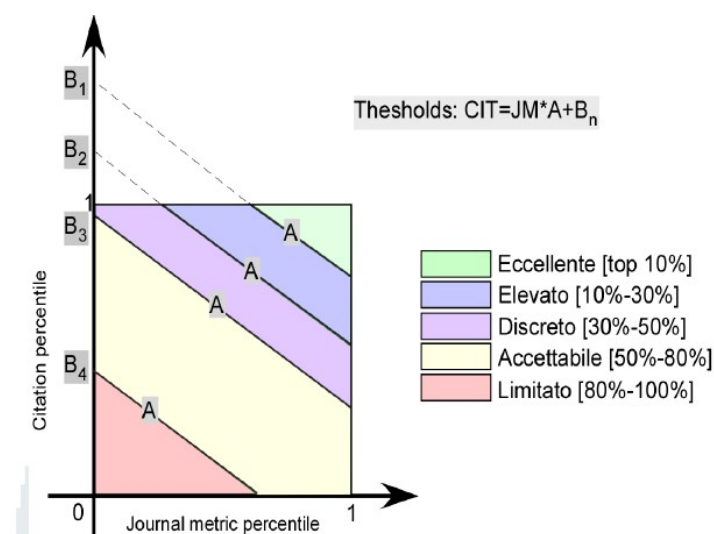 B1
Thesholds: CIT=JM*A+Bn
B2
1
B3
A
A
A
B4
A
Citation percentile
Eccellente [top 10%]
Elevato [10%-30%]
Discreto [30%-50%]
Accettabile [50%-80%]
Limitato [80%-100%]
0
Journal metric percentile
1